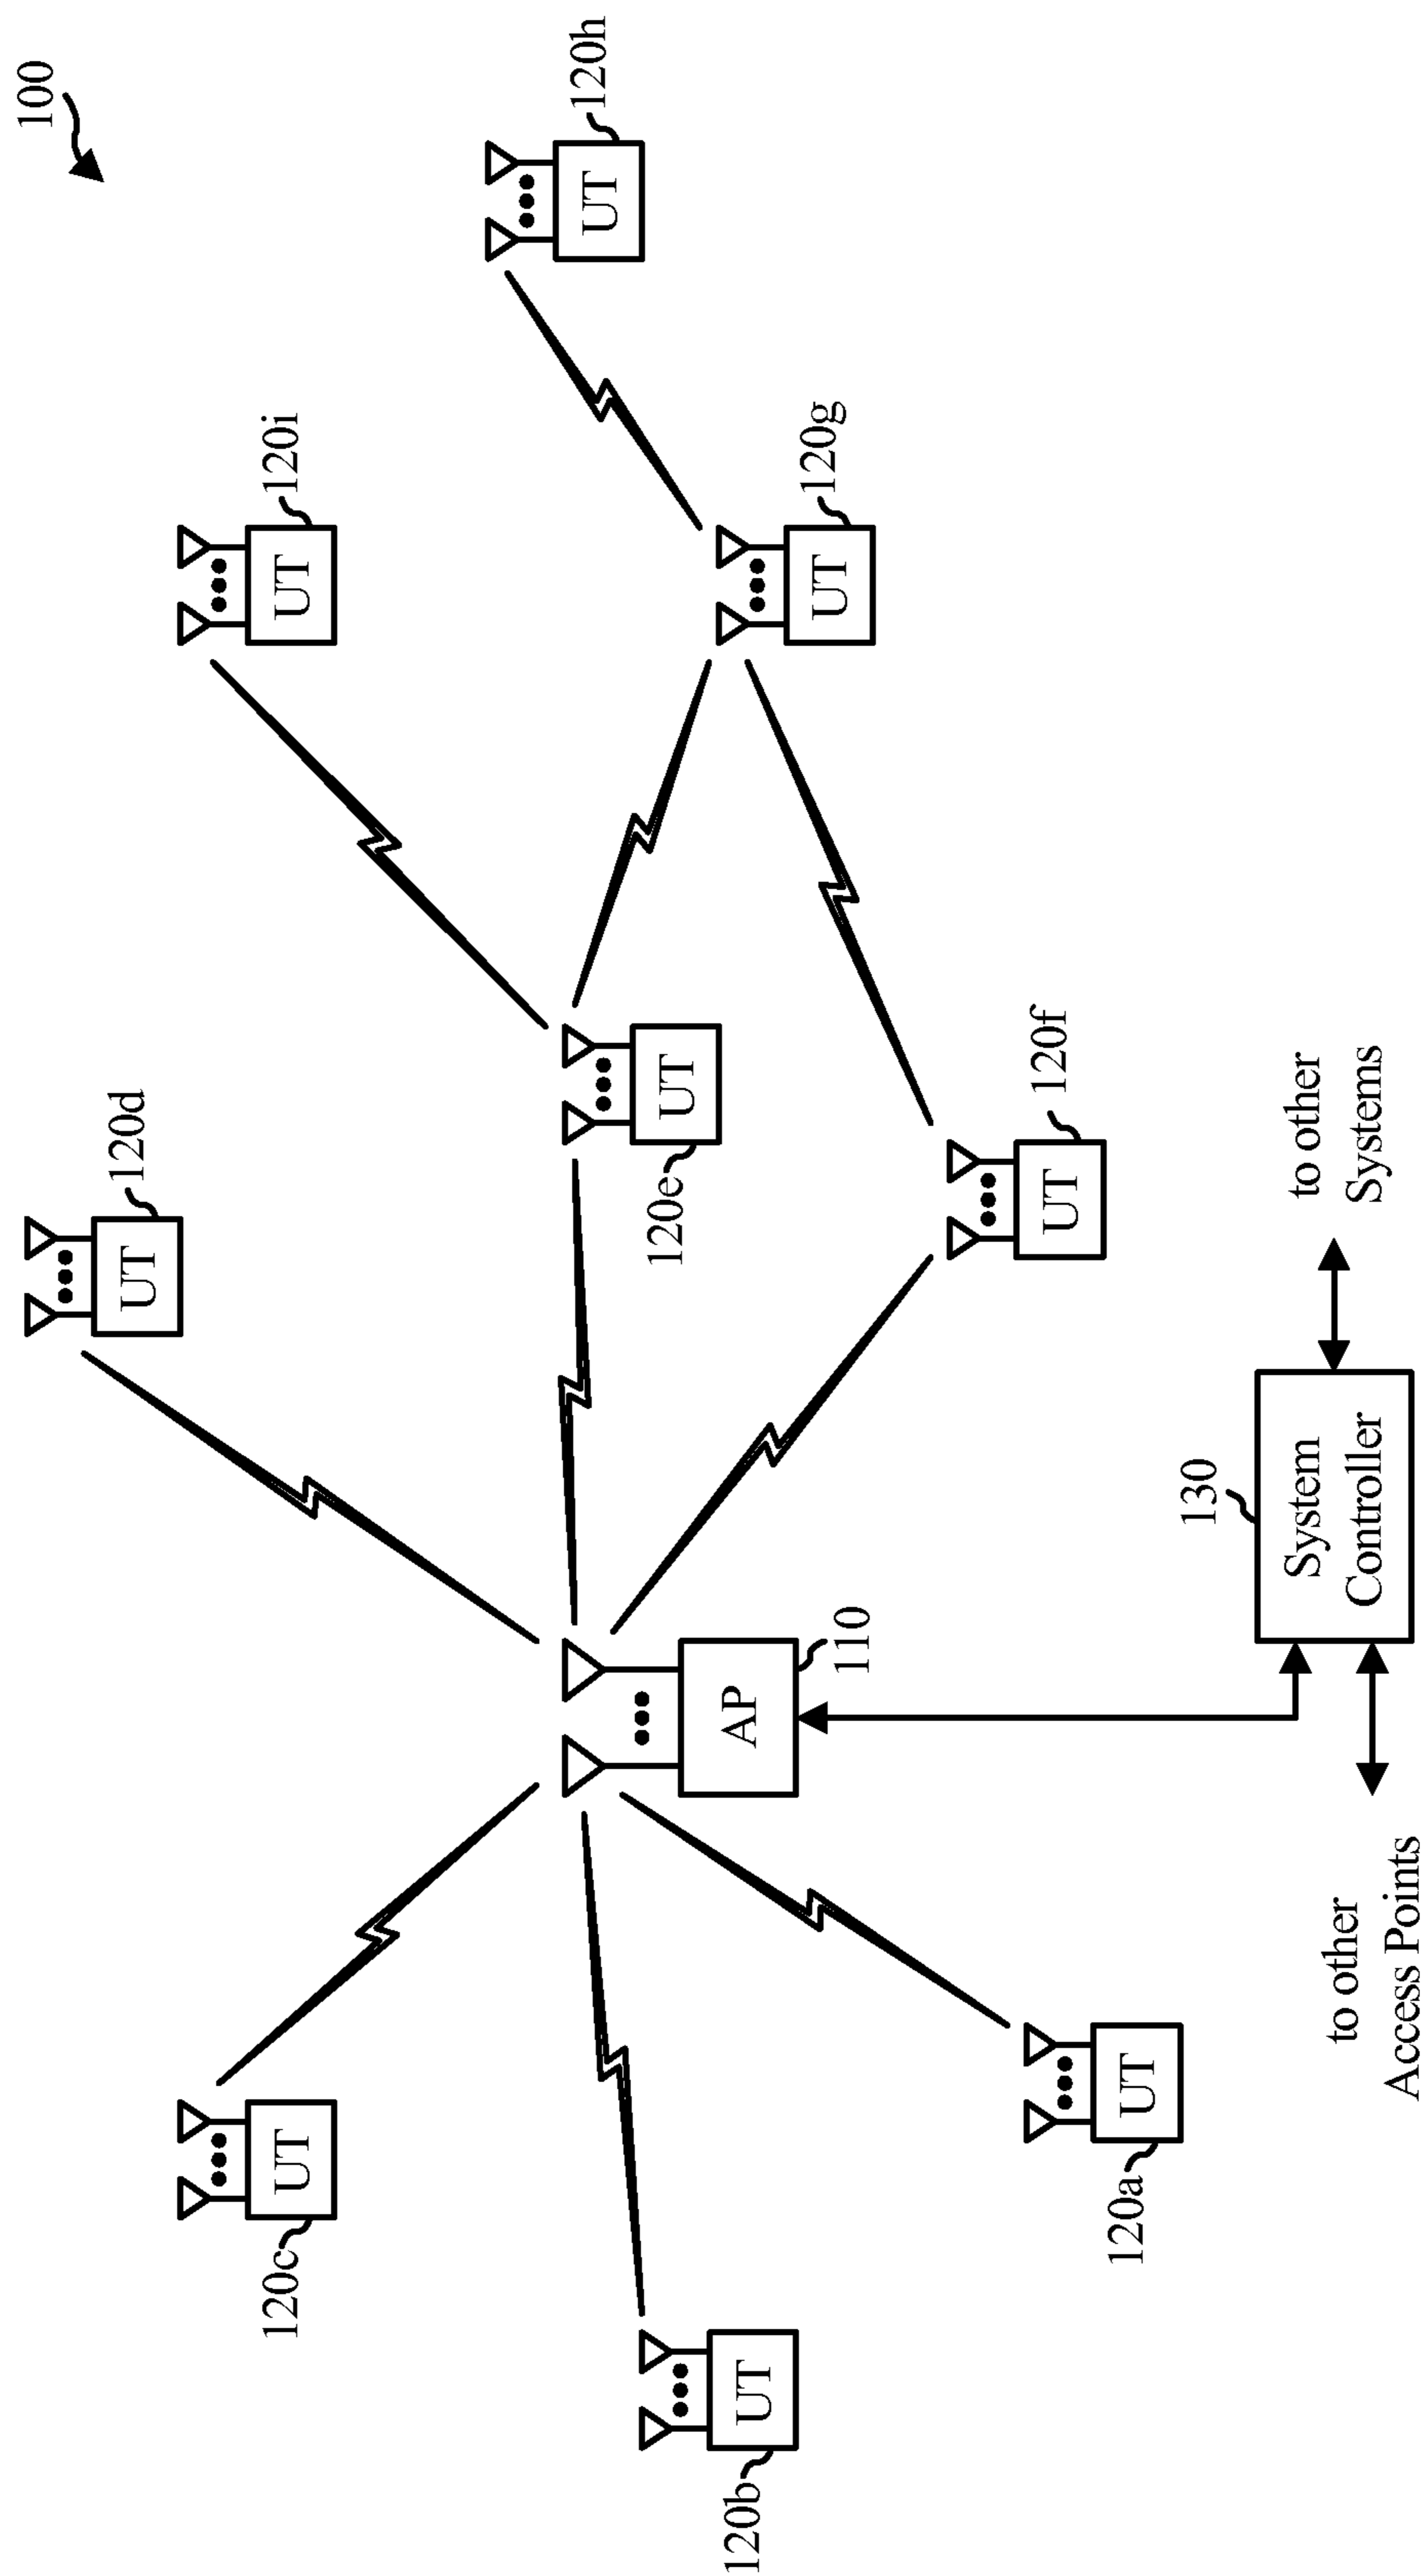 100
UT
120d
UT
120i
UT
120c
UT
120h
UT
120e
UT
120g
AP
110
UT
120b
UT
120f
UT
120a
130
System
Controller
to other
Systems
to other
Access Points